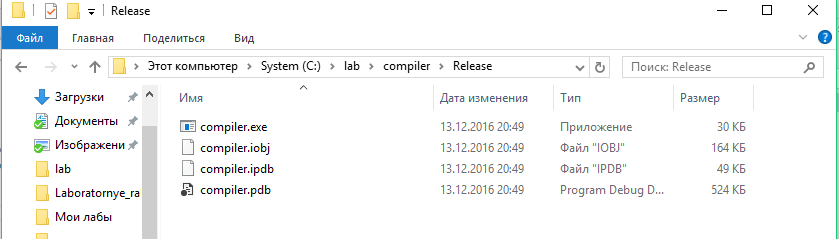 Release
Файл Главная Поделиться Вид
Этот компьютер System (C:) lab compiler Release Поиск: Release
Имя Дата изменения Тип Размер
Загрузки
Документы
Изображени
lab
Laboratornye_ra
Мои лабы
compiler.exe 13.12.2016 20:49 Приложение 30 КБ
compiler.iobj 13.12.2016 20:49 Файл "IOBJ" 164 КБ
compiler.ipdb 13.12.2016 20:49 Файл "IPDB" 49 КБ
compiler.pdb 13.12.2016 20:49 Program Debug D... 524 КБ